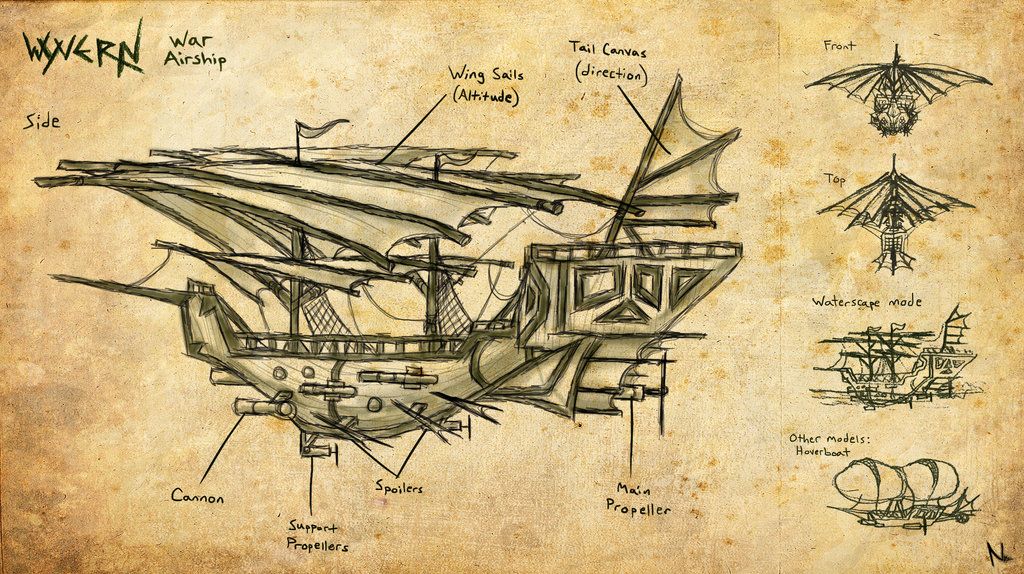 WYVERN
War
Airship
Side
Wing Sails
(Altitude)
Tail Canvas
(direction)
Cannon
Support
Propellers
Spoilers
Main
Propeller
Front
Top
Waterscape mode
Other models:
Hoverboat
N